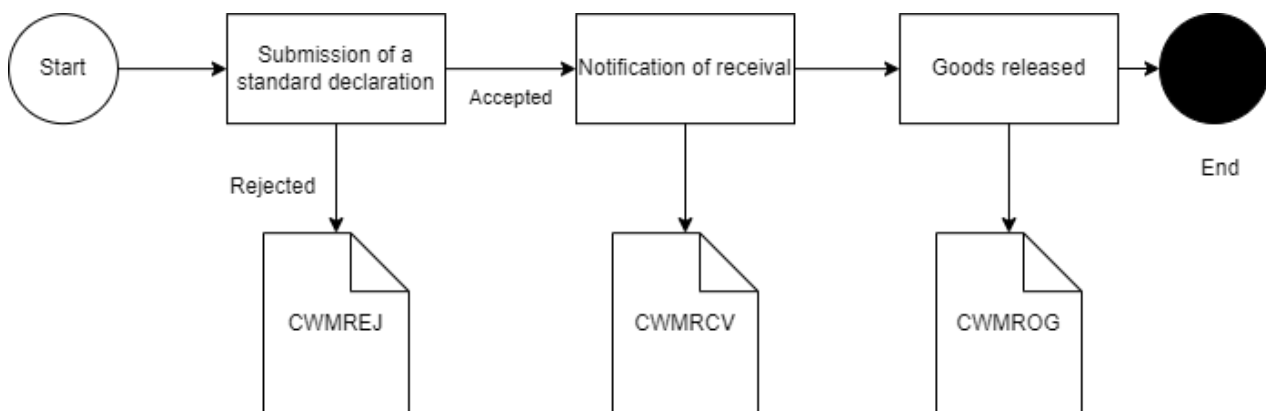 Start
Submission of a
standard declaration
Accepted
Notification of receival
Goods released
End
Rejected
CWMREJ
CWMRCV
CWMROG